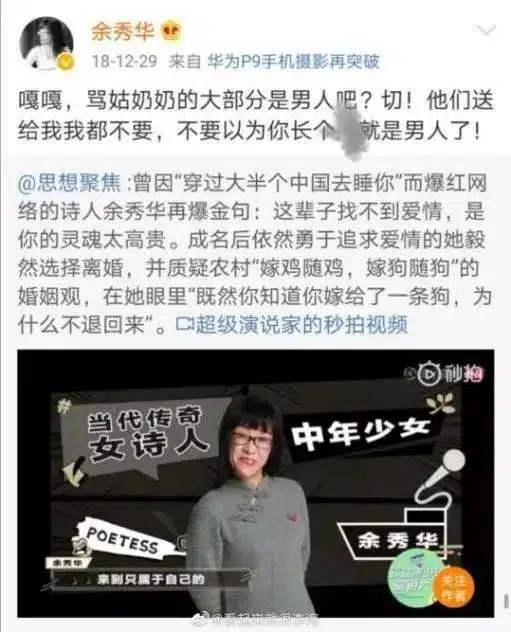 余秀华
18-12-29 来自 华为P9手机摄影再突破
嘎嘎，骂姑奶奶的大部分是男人吧？切！他们送
给我我都不要，不要以为你长个就是男人了！
@思想聚焦 :曾因“穿过大半个中国去睡你”而爆红网
络的诗人余秀华再爆金句：这辈子找不到爱情，是
你的灵魂太高贵。成名后依然勇于追求爱情的她毅
然选择离婚，并质疑农村“嫁鸡随鸡，嫁狗随狗”的
婚姻观，在她眼里“既然你知道你嫁给了一条狗，为
什么不退回来”。超级演说家的秒拍视频
秒拍
当代传奇
女诗人
中年少女
POETESS
余秀华
余秀华
来到只属于自己的
关注
作者
@看起来就很李海